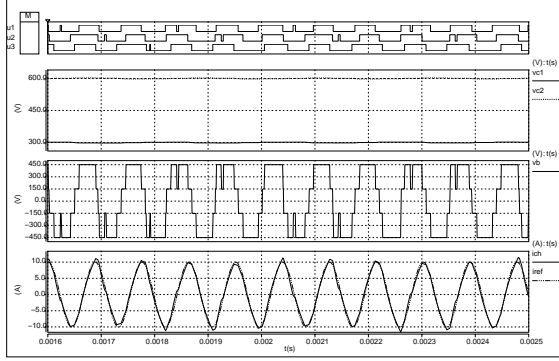 M
u1
u2
u3
(V) : t(s)
vc1
vc2
600.0
450.0
300.0
(V)
(V) : t(s)
vb
450.0
300.0
150.0
0.0
−150.0
−300.0
−450.0
(V)
(A) : t(s)
ich
iref
10.0
5.0
0.0
−5.0
−10.0
(A)
0.0016 0.0017 0.0018 0.0019 0.002 0.0021 0.0022 0.0023 0.0024 0.0025
t(s)